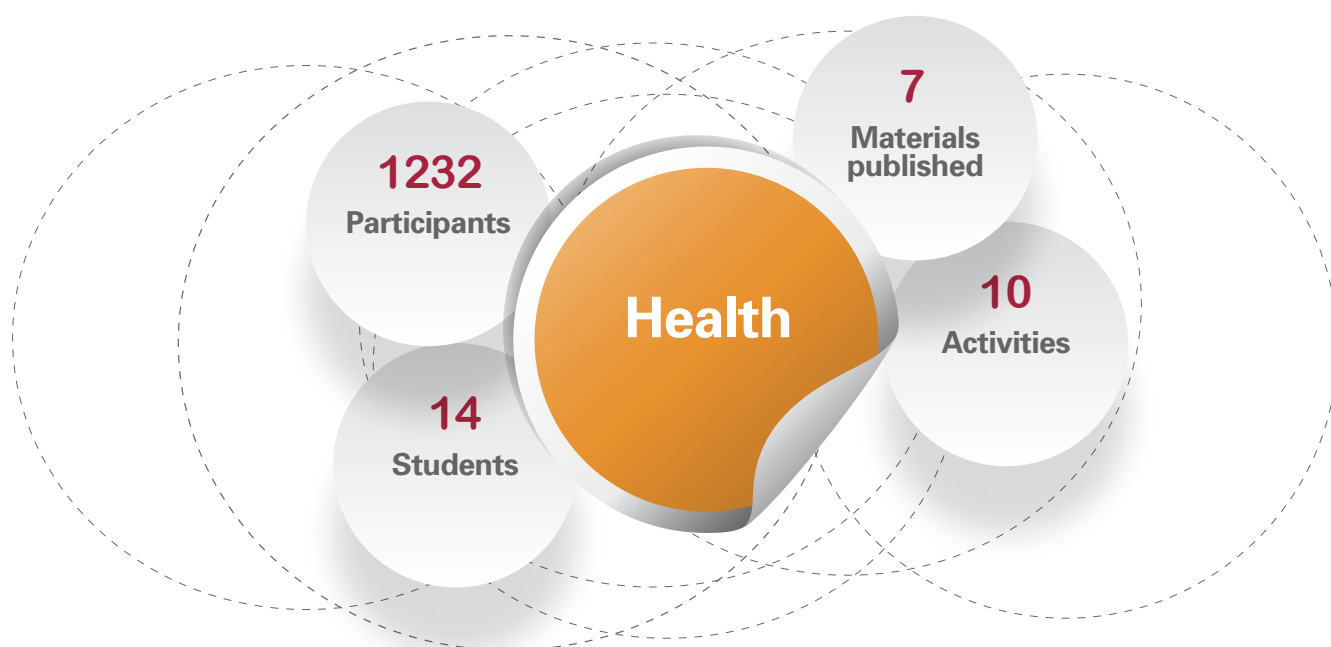 7
Materials
published
1232
Participants
Health
10
Activities
14
Students